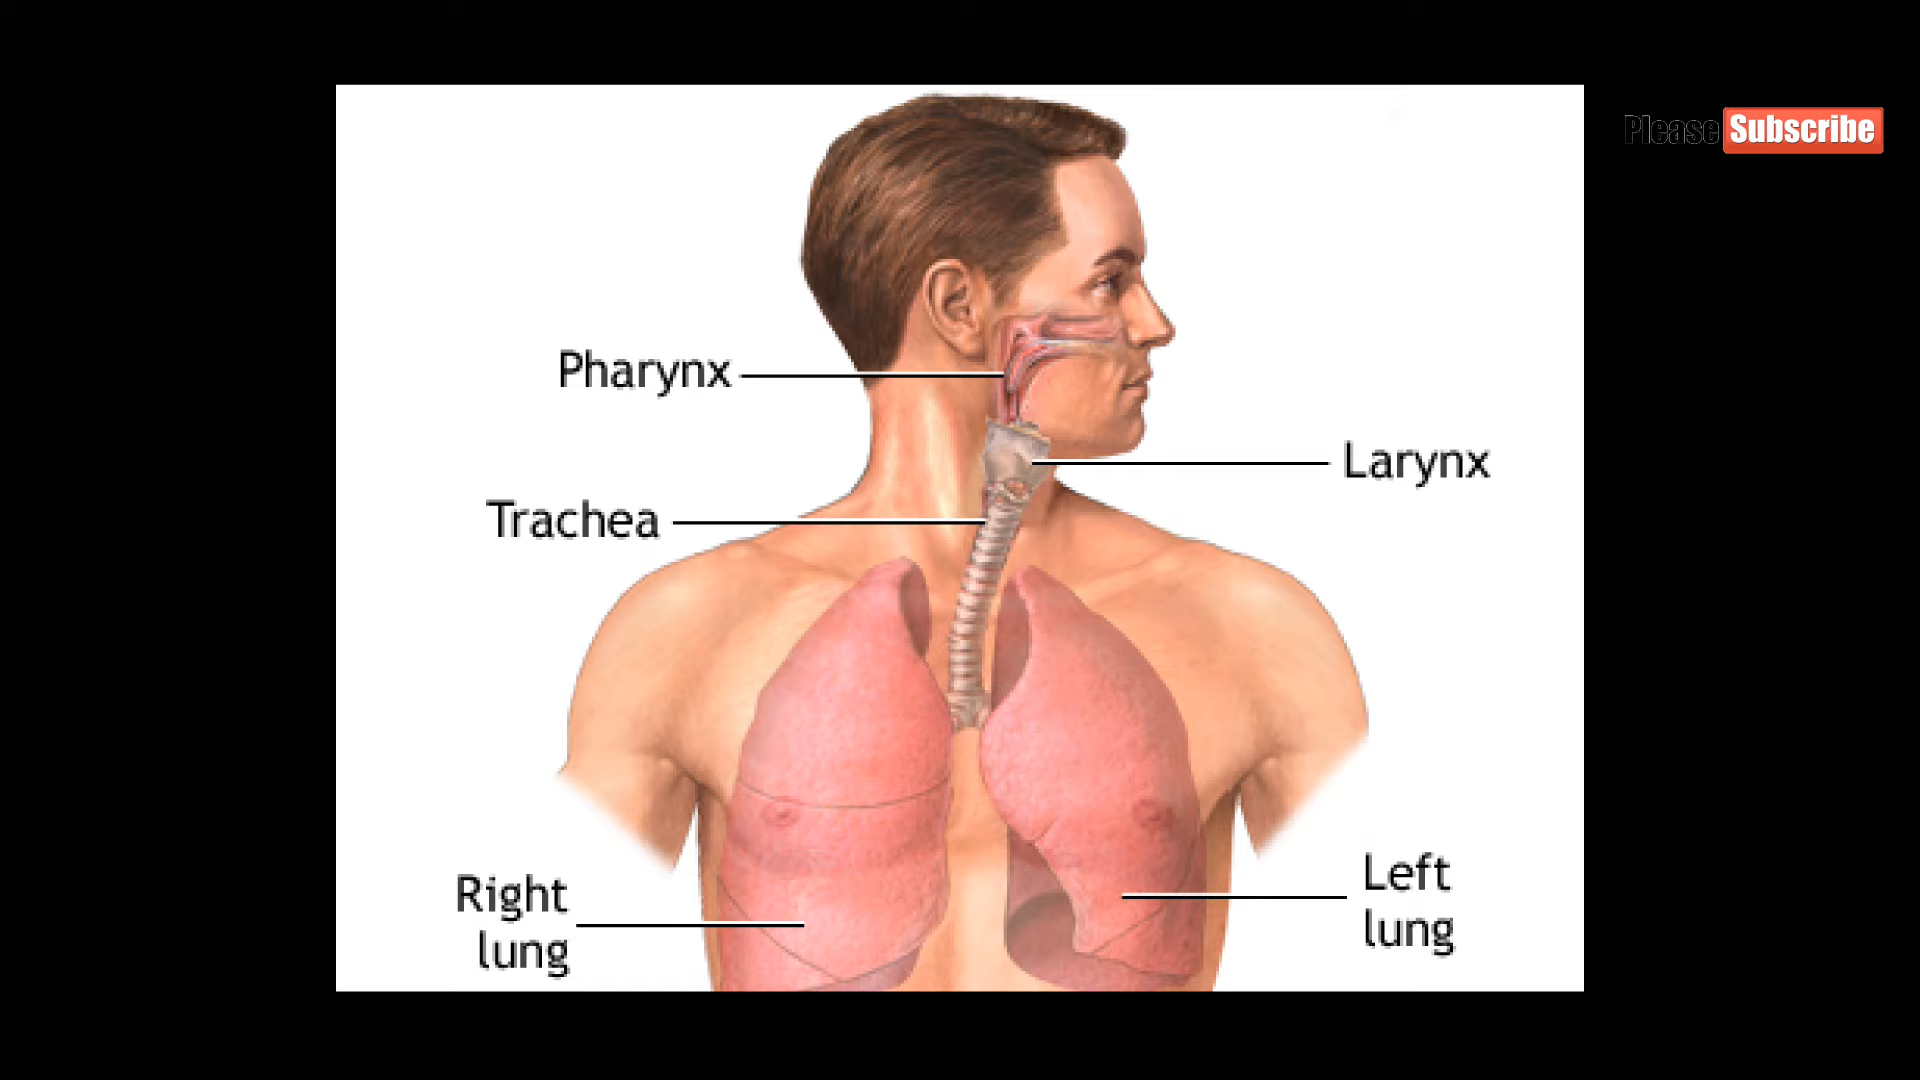 Please Subscribe
Pharynx
Larynx
Trachea
Left
lung
Right
lung